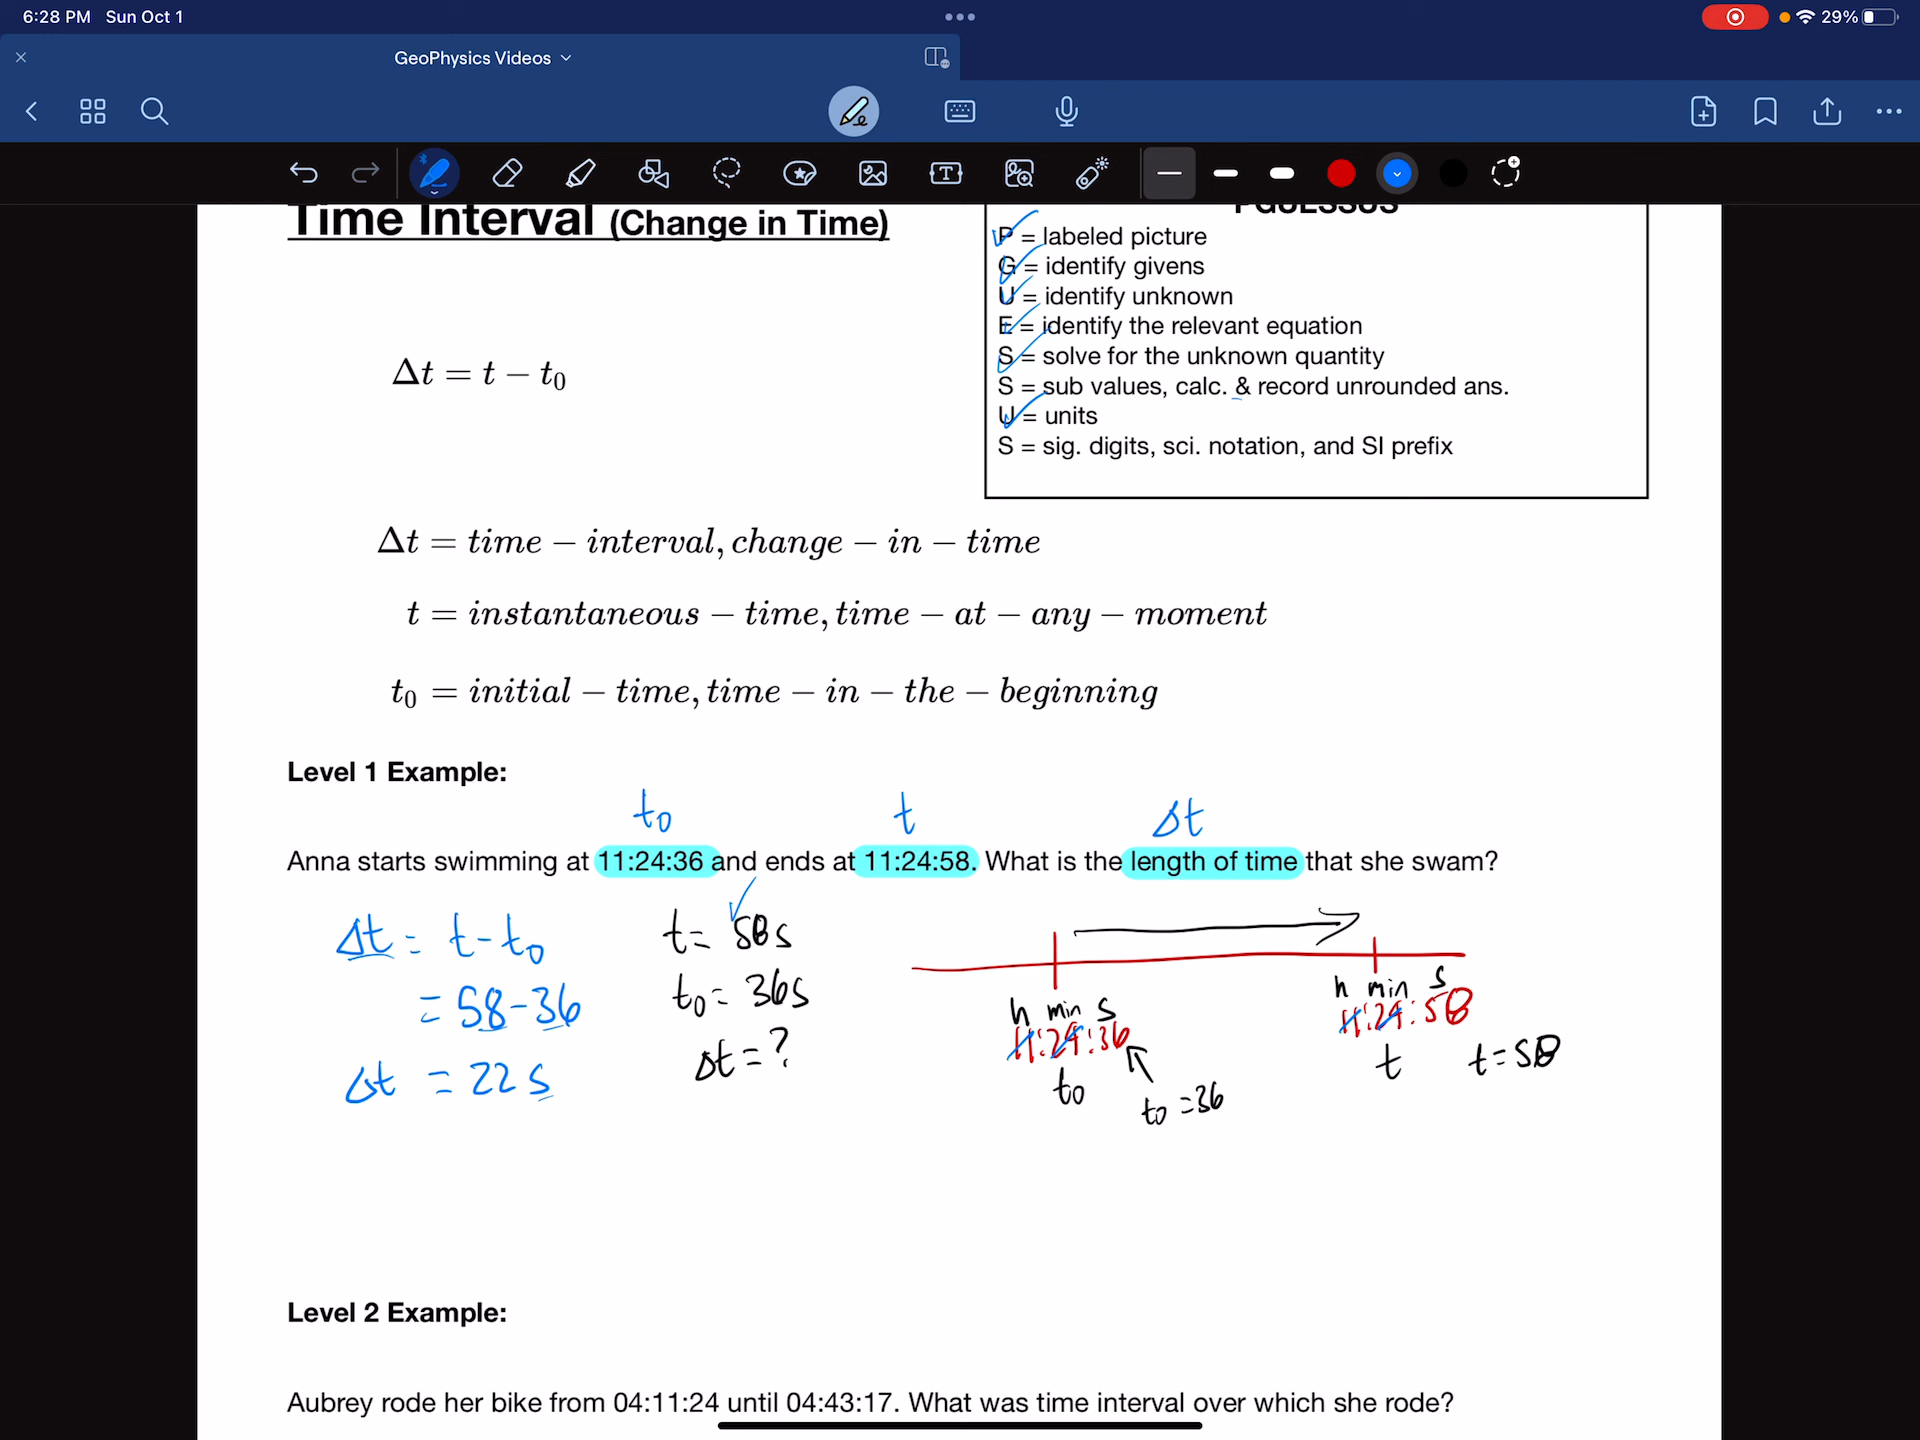 6:28 PM Sun Oct 1
29%
GeoPhysics Videos
Time Interval (Change in Time)
PGUESSUS
P = labeled picture
G = identify givens
U = identify unknown
E = identify the relevant equation
S = solve for the unknown quantity
S = sub values, calc. & record unrounded ans.
U = units
S = sig. digits, sci. notation, and SI prefix
Δt = t − t₀
Δt = time − interval, change − in − time
t = instantaneous − time, time − at − any − moment
t₀ = initial − time, time − in − the − beginning
Level 1 Example:
t₀ t Δt
Anna starts swimming at 11:24:36 and ends at 11:24:58. What is the length of time that she swam?
Δt = t - t₀
= 58 - 36
Δt = 22 s
t = 58s
t₀ = 36s
Δt = ?
h min s
11:24:36
t₀
t₀ = 36
h min s
11:24:58
t
t = 58
Level 2 Example:
Aubrey rode her bike from 04:11:24 until 04:43:17. What was time interval over which she rode?